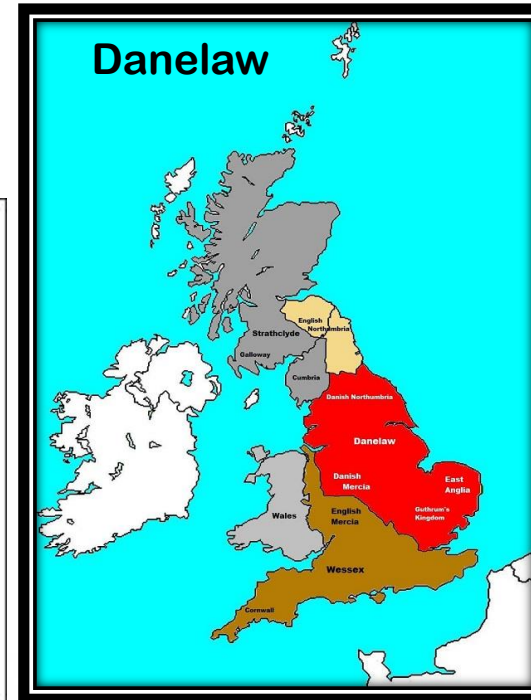 Danelaw
English
Northumbria
Strathclyde
Galloway
Cumbria
Danish Northumbria
Danelaw
East
Anglia
Danish
Mercia
Guthrum's
Kingdom
Wales
English
Mercia
Wessex
Cornwall